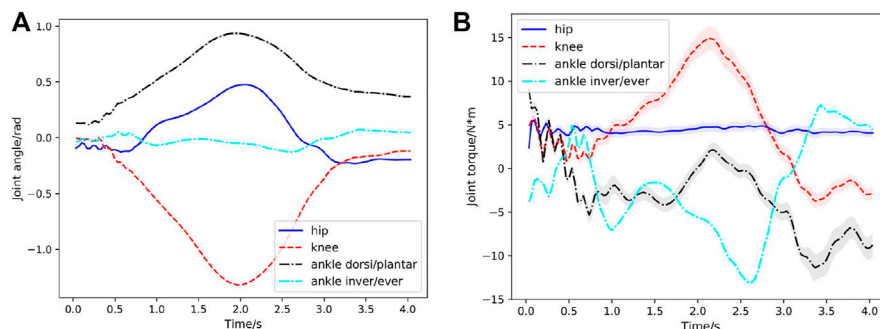 A
Joint angle/rad
1.0
0.5
0.0
−0.5
−1.0
hip
knee
ankle dorsi/plantar
ankle inver/ever
0.0 0.5 1.0 1.5 2.0 2.5 3.0 3.5 4.0
Time/s
B
Joint torque/N*m
15
10
5
0
−5
−10
−15
hip
knee
ankle dorsi/plantar
ankle inver/ever
0.0 0.5 1.0 1.5 2.0 2.5 3.0 3.5 4.0
Time/s